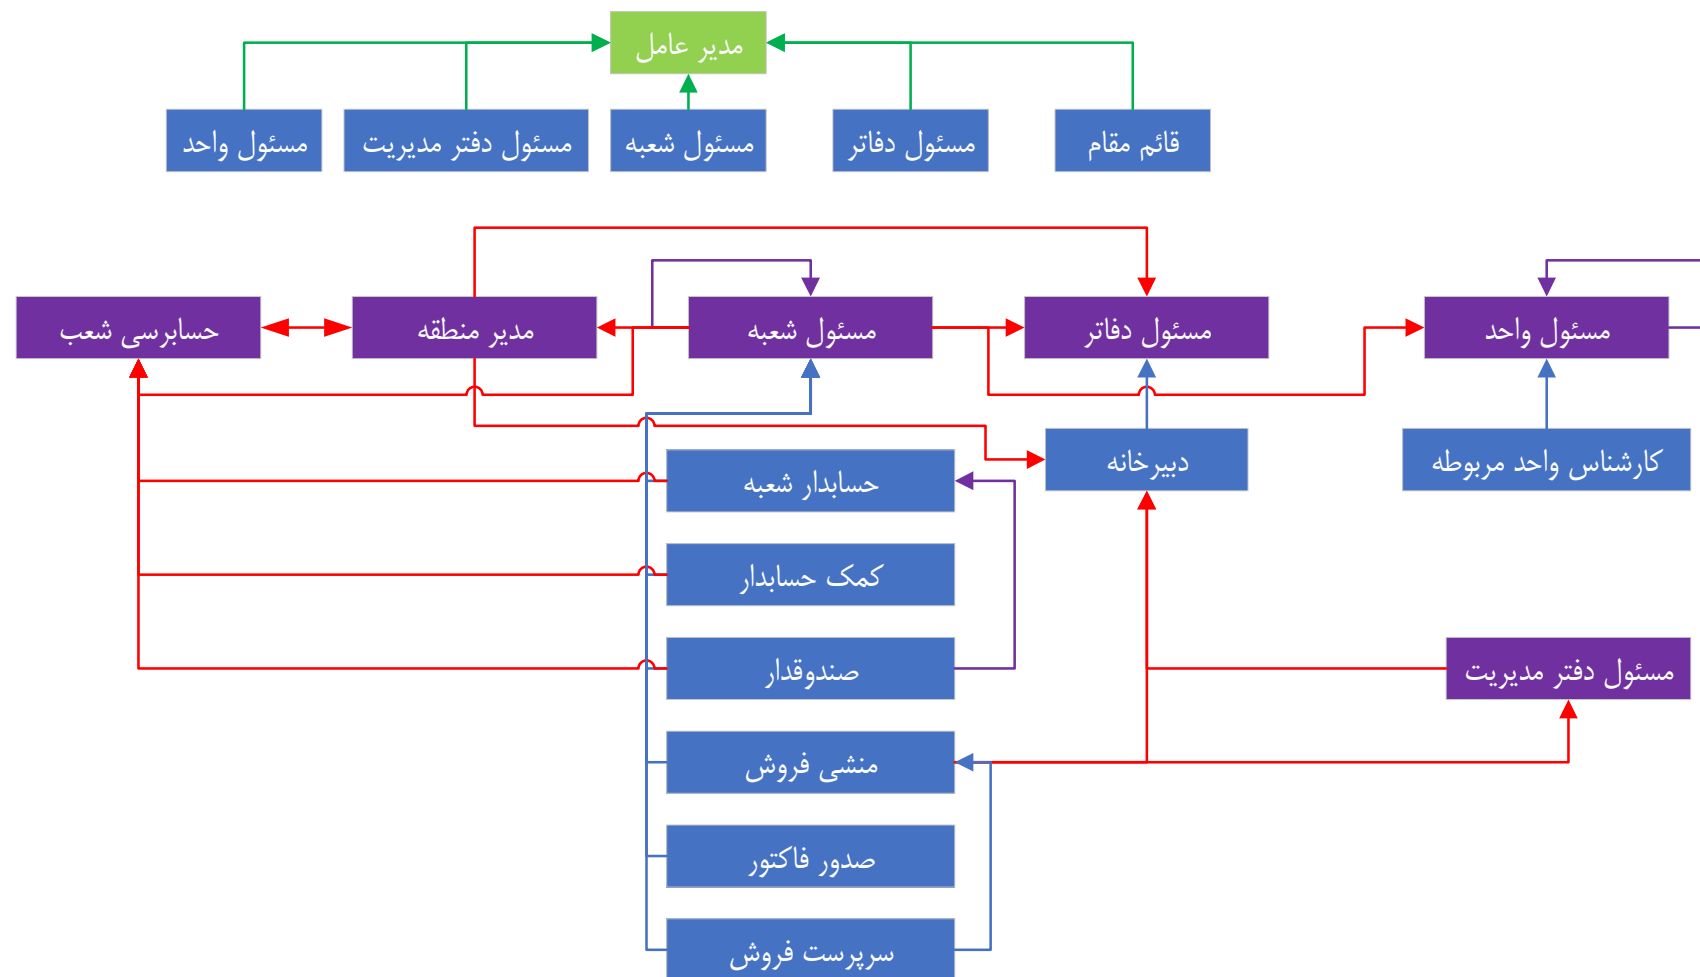 مدیر عامل
قائم مقام
مسئول دفاتر
مسئول شعبه
مسئول دفتر مدیریت
مسئول واحد
مسئول واحد
مسئول دفاتر
مسئول شعبه
مدیر منطقه
حسابرسی شعب
کارشناس واحد مربوطه
دبیرخانه
حسابدار شعبه
کمک حسابدار
مسئول دفتر مدیریت
صندوقدار
منشی فروش
صدور فاکتور
سرپرست فروش